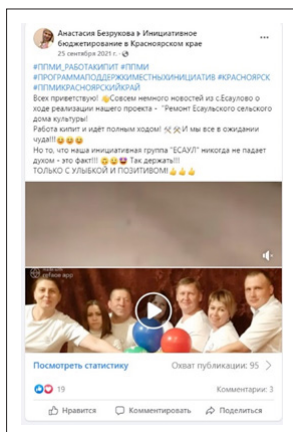 Анастасия Безрукова ▸ Инициативное
бюджетирование в Красноярском крае
25 сентября 2021 г.
#ППМИ_РАБОТАКИПИТ #ППМИ
#ПРОГРАММАПОДДЕРЖКИМЕСТНЫХИНИЦИАТИВ #КРАСНОЯРСК
#ППМИКРАСНОЯРСКИЙКРАЙ
Всех приветствую! 👋Совсем немного новостей из с.Есаулово о
ходе реализации нашего проекта - "Ремонт Есаульского сельского
дома культуры!
Работа кипит и идёт полным ходом! ⚒⚒И мы все в ожидании
чуда!!!
Но то, что наша инициативная группа "ЕСАУЛ" никогда не падает
духом - это факт!!! Так держать!!!
ТОЛЬКО С УЛЫБКОЙ И ПОЗИТИВОМ!👍👍👍
Посмотреть статистику
Охват публикации: 95 >
19
Комментарии: 3
Нравится
Комментировать
Поделиться